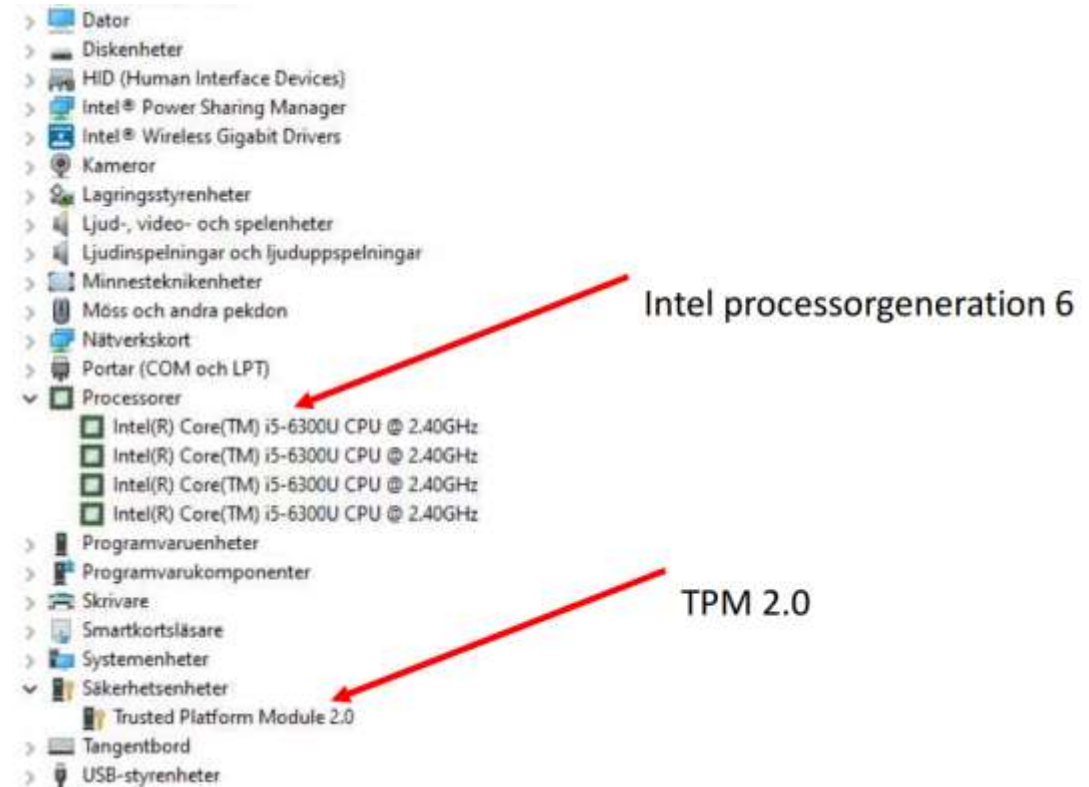 Dator
Diskenheter
HID (Human Interface Devices)
Intel® Power Sharing Manager
Intel® Wireless Gigabit Drivers
Kameror
Lagringsstyrenheter
Ljud-, video- och spelenheter
Ljudinspelningar och ljuduppspelningar
Minnesteknikenheter
Intel processorgeneration 6
Möss och andra pekdon
Nätverkskort
Portar (COM och LPT)
Processorer
Intel(R) Core(TM) i5-6300U CPU @ 2.40GHz
Intel(R) Core(TM) i5-6300U CPU @ 2.40GHz
Intel(R) Core(TM) i5-6300U CPU @ 2.40GHz
Intel(R) Core(TM) i5-6300U CPU @ 2.40GHz
Programvaruenheter
Programvarukomponenter
Skrivare
TPM 2.0
Smartkortsläsare
Systemenheter
Säkerhetsenheter
Trusted Platform Module 2.0
Tangentbord
USB-styrenheter